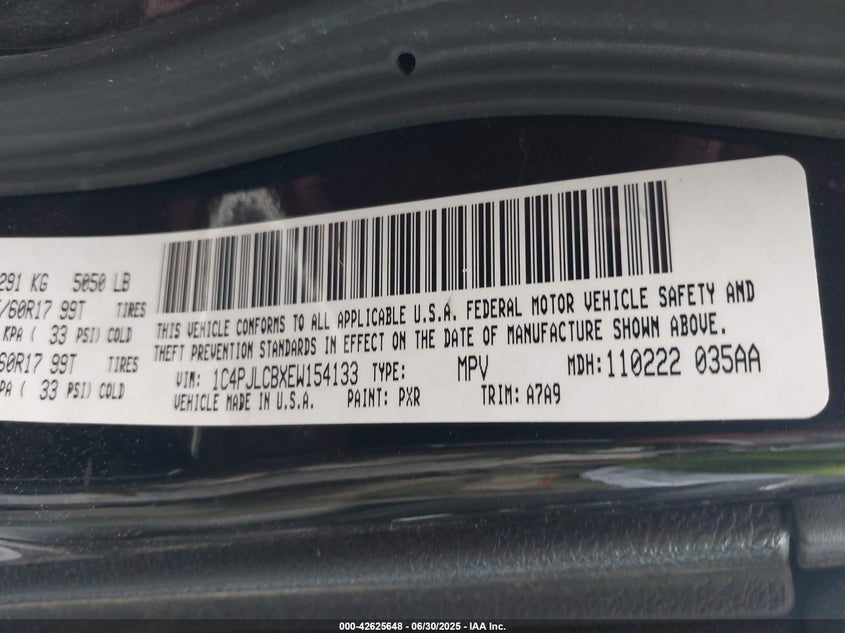 291 KG 5050 LB
/60R17 99T TIRES
KPA ( 33 PSI) COLD
60R17 99T TIRES
PA ( 33 PSI) COLD
THIS VEHICLE CONFORMS TO ALL APPLICABLE U.S.A. FEDERAL MOTOR VEHICLE SAFETY AND
THEFT PREVENTION STANDARDS IN EFFECT ON THE DATE OF MANUFACTURE SHOWN ABOVE.
VIN: 1C4PJLCBXEW154133 TYPE: MPV MDH:110222 035AA
VEHICLE MADE IN U.S.A. PAINT: PXR TRIM: A7A9
000-42625648 - 06/30/2025 - IAA Inc.